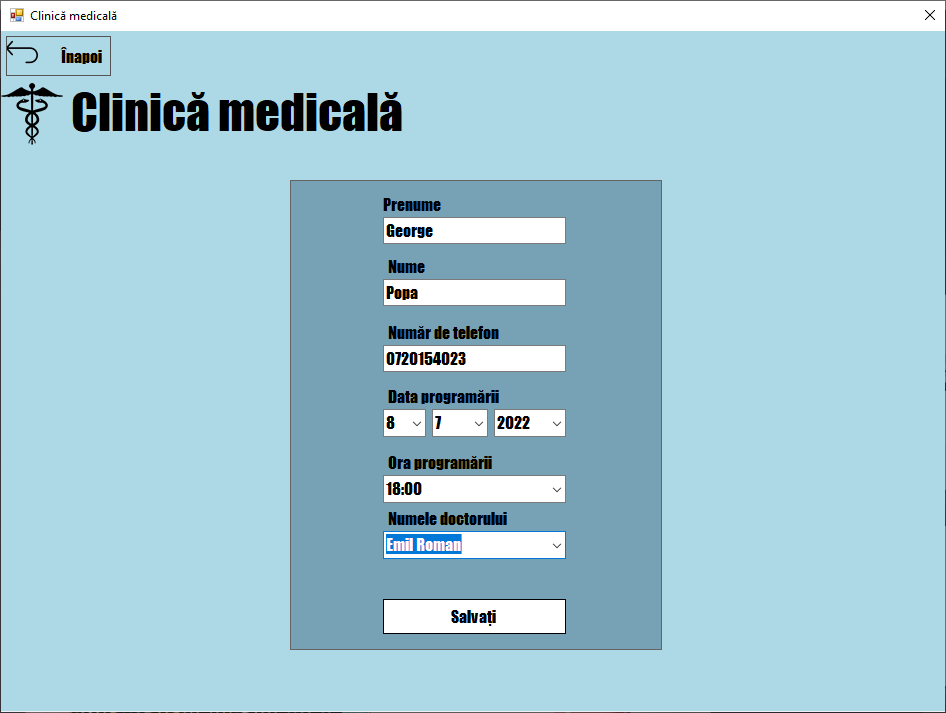 Clinică medicală
Înapoi
Clinică medicală
Prenume
George
Nume
Popa
Număr de telefon
0720154023
Data programării
8 7 2022
Ora programării
18:00
Numele doctorului
Emil Roman
Salvați